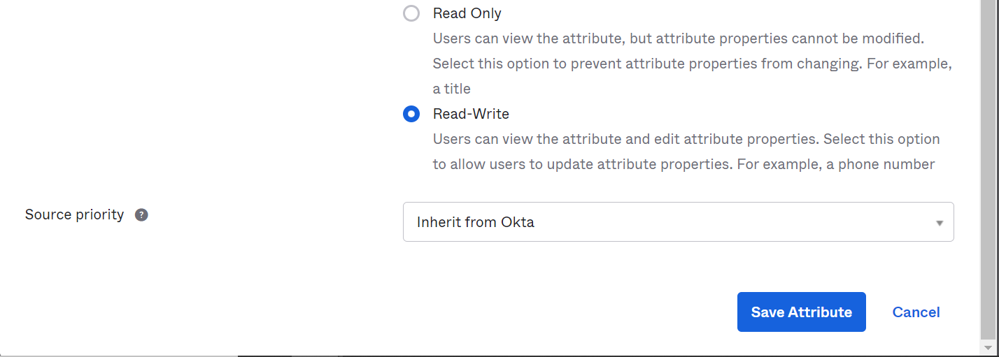 Read Only
Users can view the attribute, but attribute properties cannot be modified.
Select this option to prevent attribute properties from changing. For example,
a title
Read-Write
Users can view the attribute and edit attribute properties. Select this option
to allow users to update attribute properties. For example, a phone number
Source priority ?
Inherit from Okta
Save Attribute
Cancel